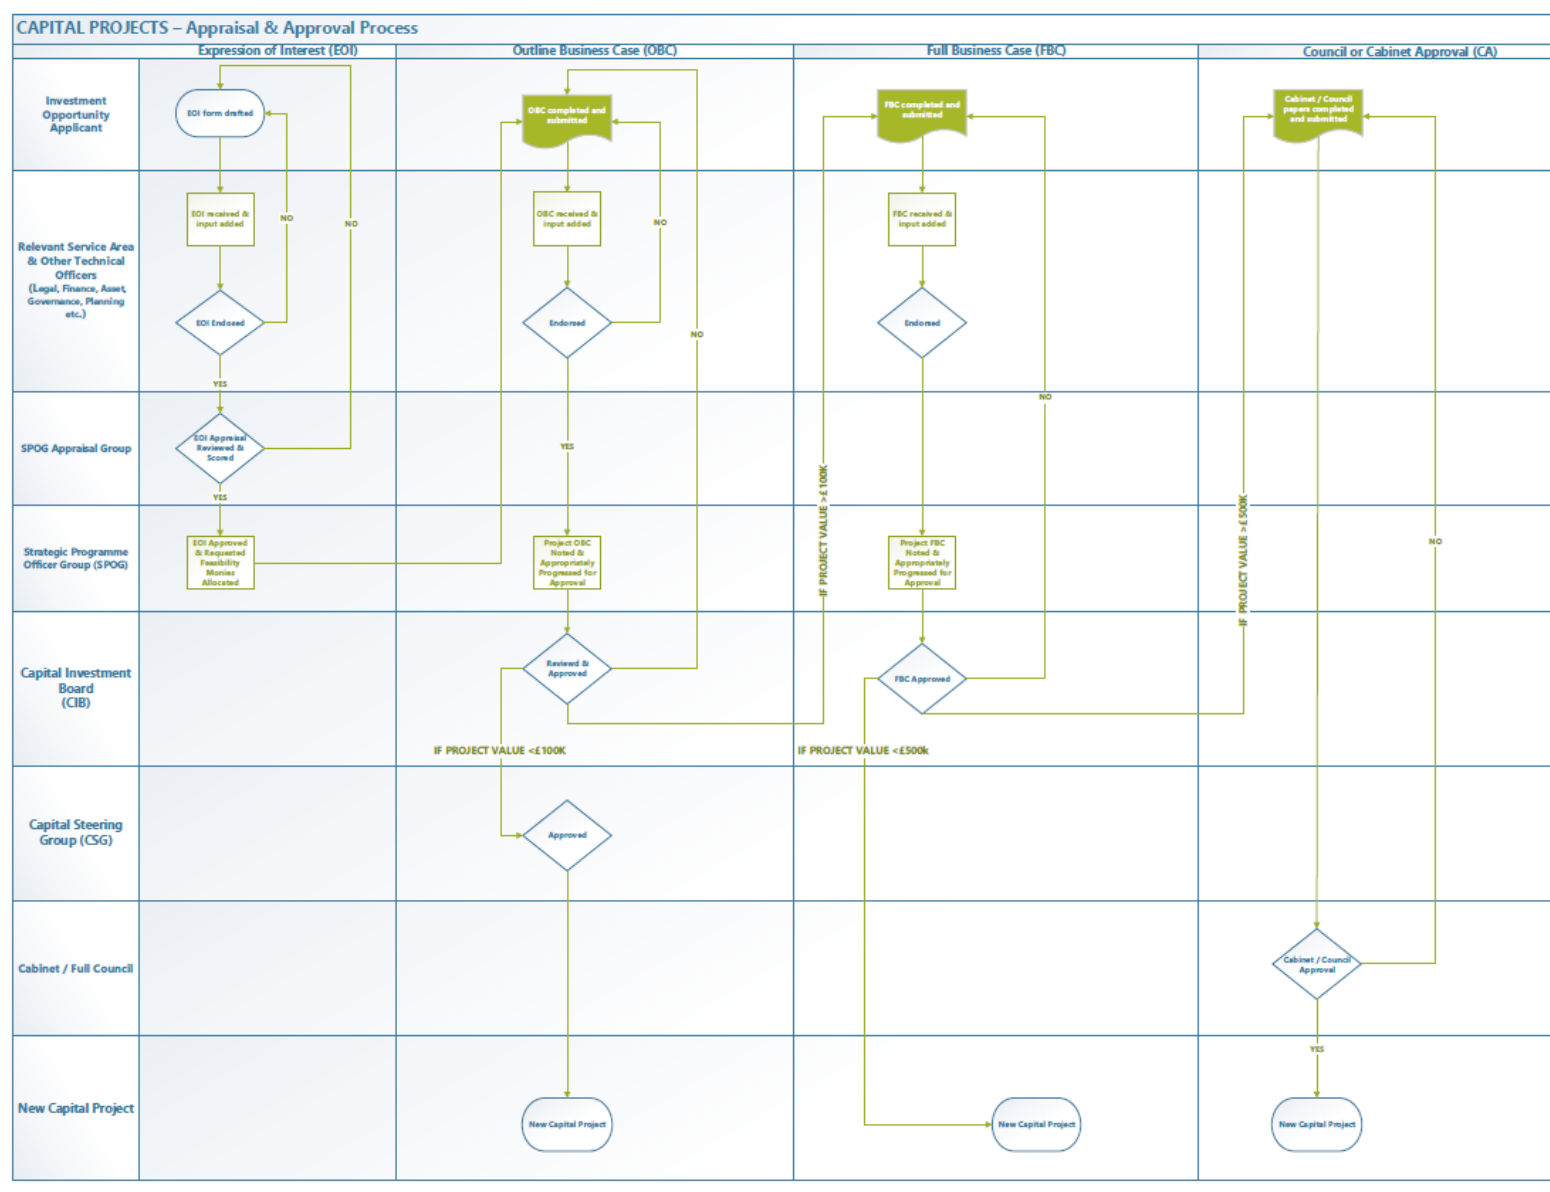 CAPITAL PROJECTS – Appraisal & Approval Process
Expression of Interest (EOI)
Outline Business Case (OBC)
Full Business Case (FBC)
Council or Cabinet Approval (CA)
Investment
Opportunity
Applicant
EOI form drafted
OBC completed and
submitted
FBC completed and
submitted
Cabinet / Council
papers completed
and submitted
Relevant Service Area
& Other Technical
Officers
(Legal, Finance, Asset,
Governance, Planning
etc.)
EOI received &
input added
NO
NO
OBC received &
input added
NO
FBC received &
input added
EOI Endosed
Endorsed
NO
Endorsed
YES
NO
SPOG Appraisal Group
EOI Appraisal
Reviewed &
Scored
YES
YES
IF PROJECT VALUE >£100K
IF PROJECT VALUE >£500K
NO
Strategic Programme
Officer Group (SPOG)
EOI Approved
& Requested
Feasibility
Monies
Allocated
Project OBC
Noted &
Appropriately
Progressed for
Approval
Project FBC
Noted &
Appropriately
Progressed for
Approval
Capital Investment
Board
(CIB)
Reviewd &
Approved
FBC Approved
IF PROJECT VALUE <£100K
IF PROJECT VALUE <£500k
Capital Steering
Group (CSG)
Approved
Cabinet / Full Council
Cabinet / Council
Approval
YES
New Capital Project
New Capital Project
New Capital Project
New Capital Project